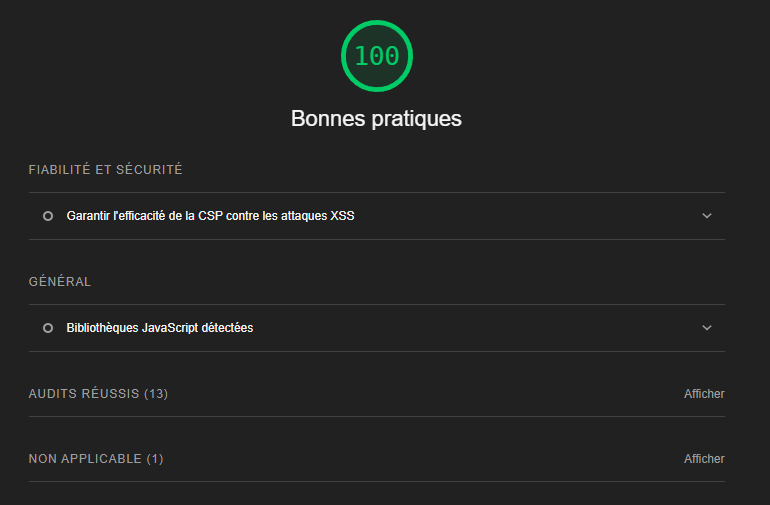 100
Bonnes pratiques
FIABILITÉ ET SÉCURITÉ
Garantir l'efficacité de la CSP contre les attaques XSS
GÉNÉRAL
Bibliothèques JavaScript détectées
AUDITS RÉUSSIS (13) Afficher
NON APPLICABLE (1) Afficher